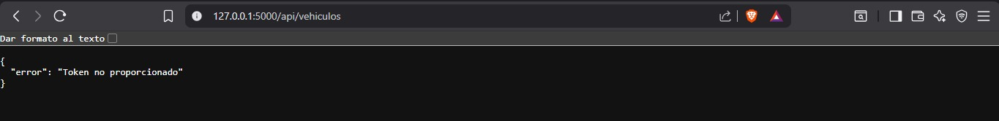 127.0.0.1:5000/api/vehiculos
Dar formato al texto
{
  "error": "Token no proporcionado"
}